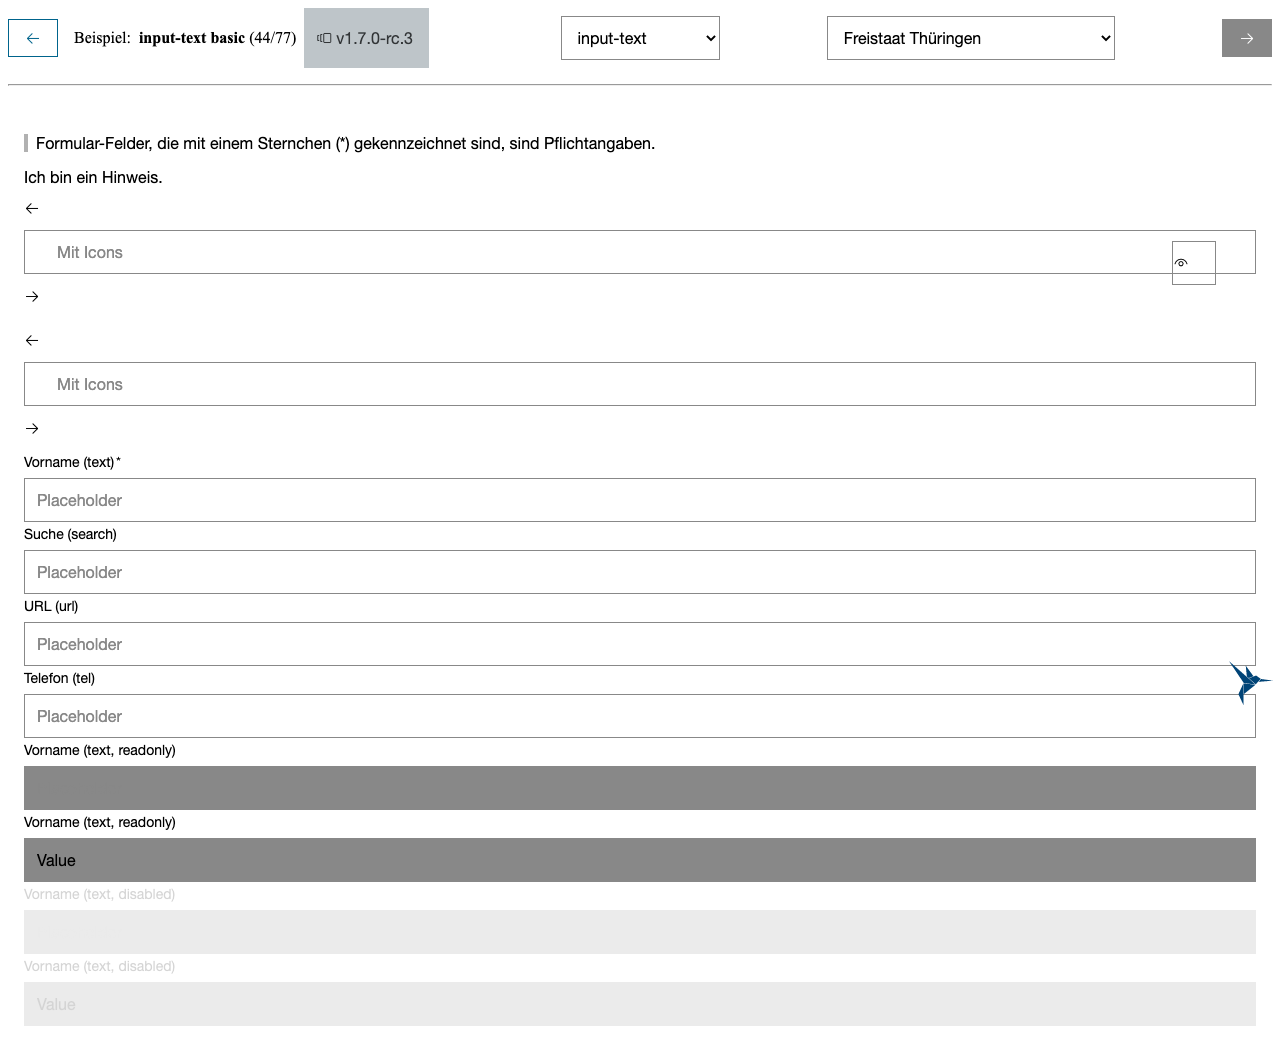 Beispiel: input-text basic (44/77) v1.7.0-rc.3 input-text Freistaat Thüringen
Formular-Felder, die mit einem Sternchen (*) gekennzeichnet sind, sind Pflichtangaben.
Ich bin ein Hinweis.
Mit Icons
Mit Icons
Vorname (text)*
Placeholder
Suche (search)
Placeholder
URL (url)
Placeholder
Telefon (tel)
Placeholder
Vorname (text, readonly)
Vorname (text, readonly)
Value
Vorname (text, disabled)
Vorname (text, disabled)
Value